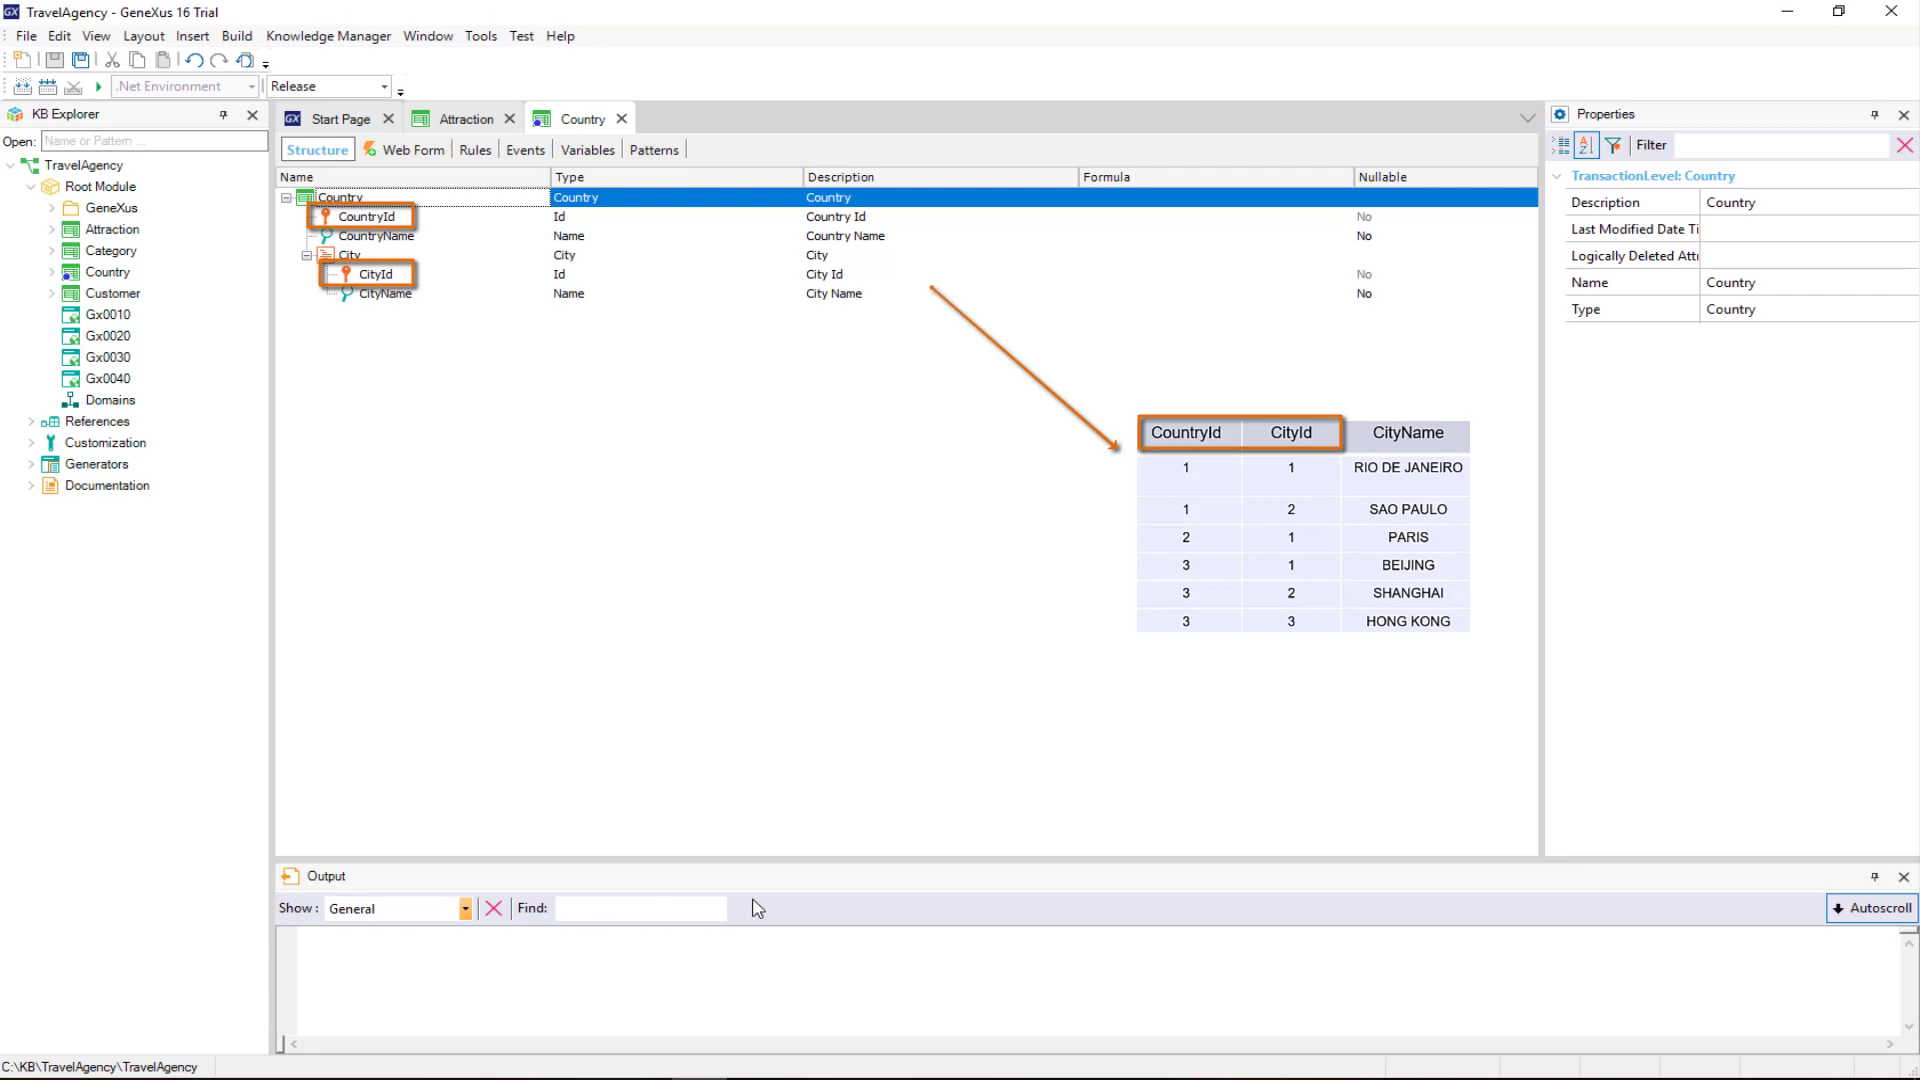 TravelAgency - GeneXus 16 Trial
File Edit View Layout Insert Build Knowledge Manager Window Tools Test Help
.Net Environment Release
KB Explorer
Open: Name or Pattern ...
TravelAgency
Root Module
GeneXus
Attraction
Category
Country
Customer
Gx0010
Gx0020
Gx0030
Gx0040
Domains
References
Customization
Generators
Documentation
Start Page Attraction Country
Structure Web Form Rules Events Variables Patterns
Name Type Description Formula Nullable
Country Country Country
CountryId Id Country Id No
CountryName Name Country Name No
City City City
CityId Id City Id No
CityName Name City Name No
CountryId CityId CityName
1 1 RIO DE JANEIRO
1 2 SAO PAULO
2 1 PARIS
3 1 BEIJING
3 2 SHANGHAI
3 3 HONG KONG
Properties
Filter
TransactionLevel: Country
Description Country
Last Modified Date Ti
Logically Deleted Attri
Name Country
Type Country
Output
Show : General Find: Autoscroll
C:\KB\TravelAgency\TravelAgency